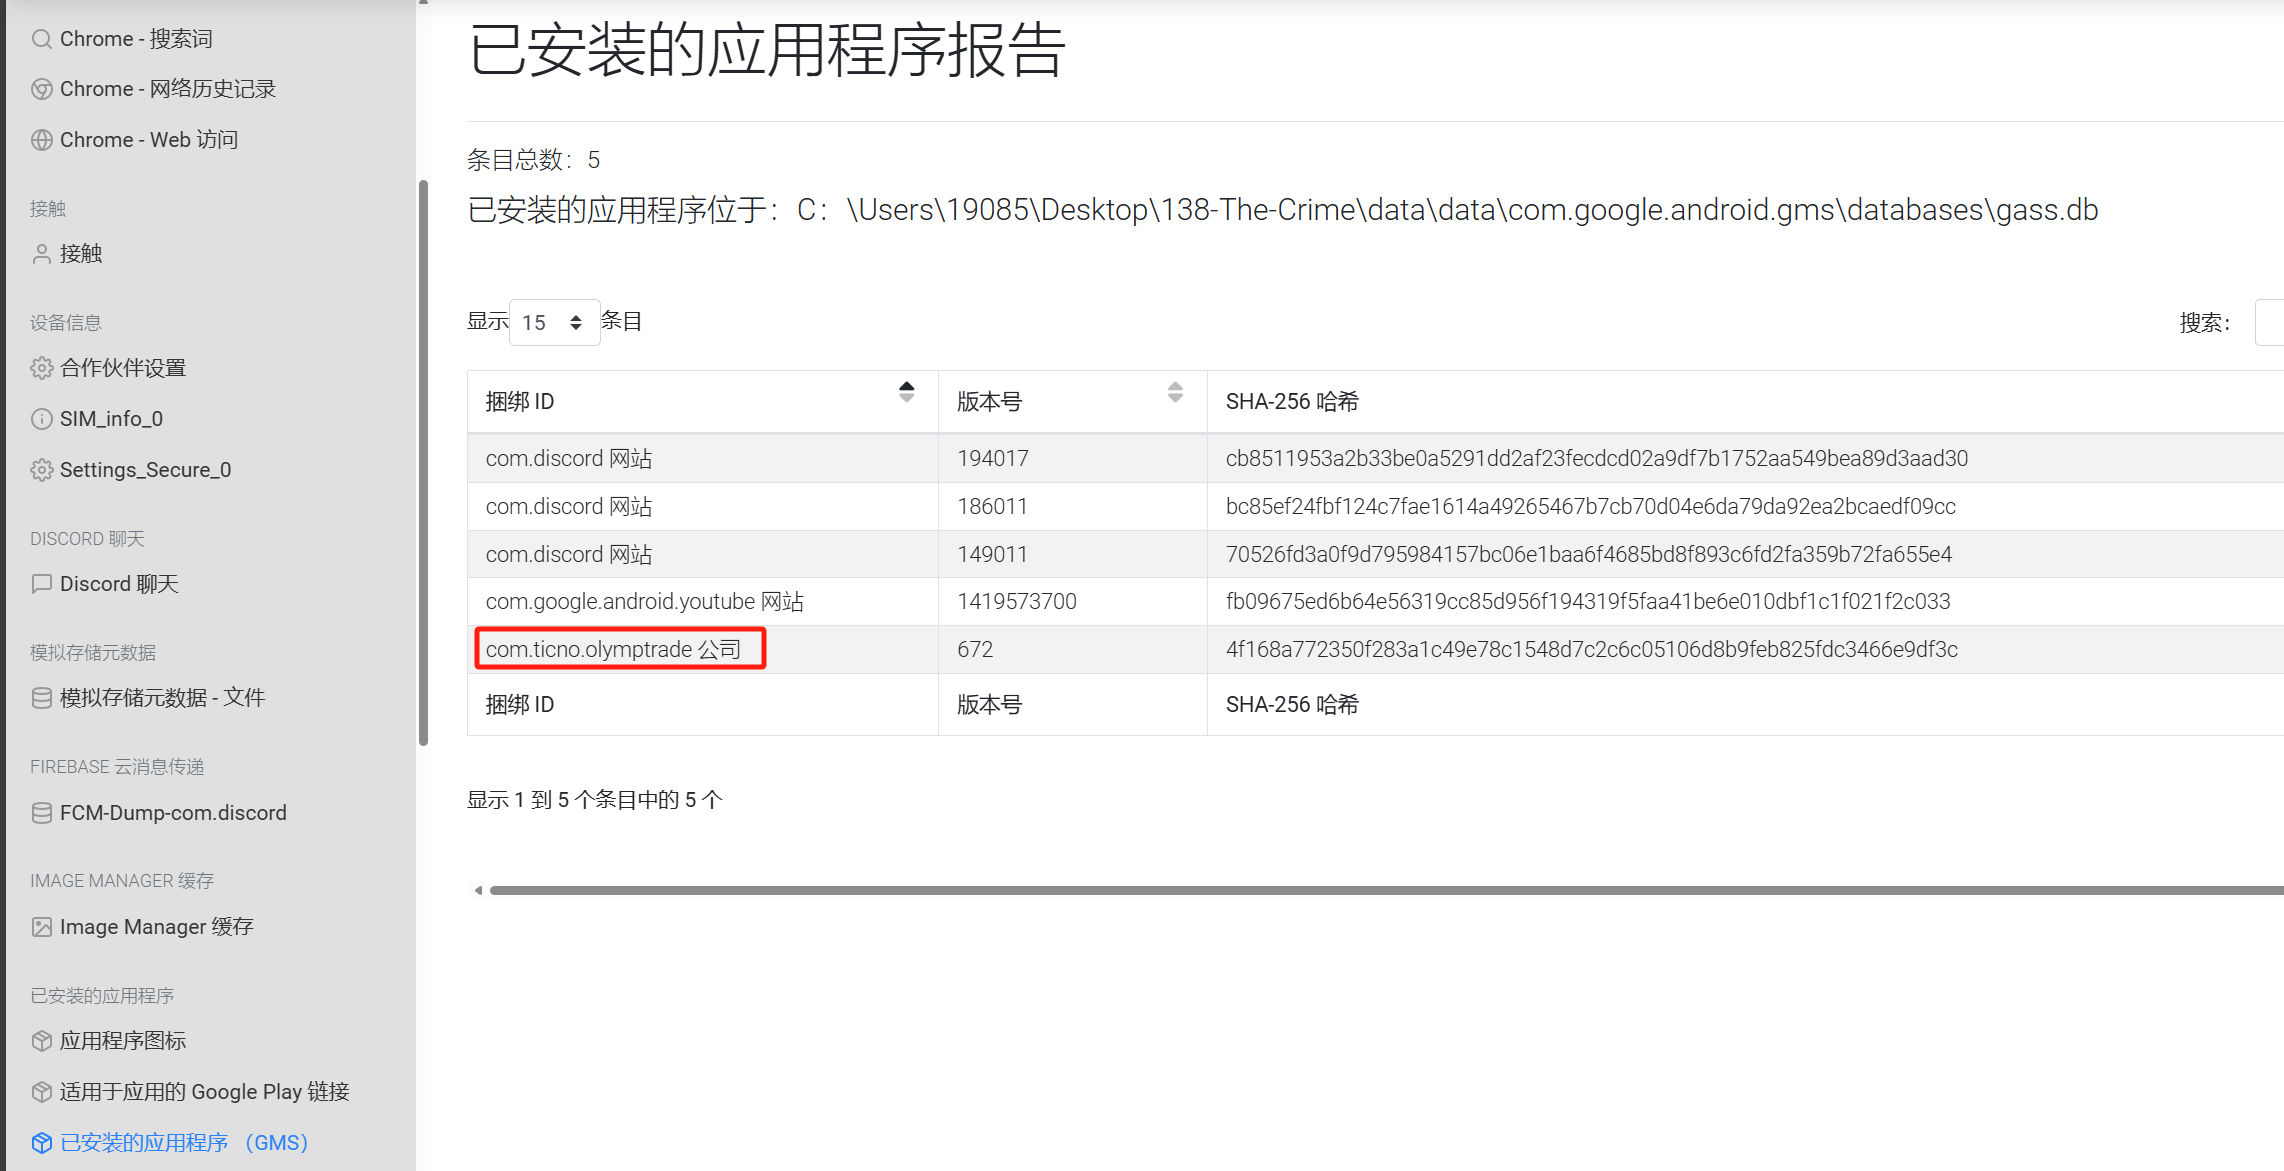 Chrome - 搜索词
Chrome - 网络历史记录
Chrome - Web 访问
接触
接触
设备信息
合作伙伴设置
SIM_info_0
Settings_Secure_0
DISCORD 聊天
Discord 聊天
模拟存储元数据
模拟存储元数据 - 文件
FIREBASE 云消息传递
FCM-Dump-com.discord
IMAGE MANAGER 缓存
Image Manager 缓存
已安装的应用程序
应用程序图标
适用于应用的 Google Play 链接
已安装的应用程序 （GMS）
已安装的应用程序报告
条目总数：5
已安装的应用程序位于：C：\Users\19085\Desktop\138-The-Crime\data\data\com.google.android.gms\databases\gass.db
显示 15 条目
搜索：
捆绑 ID 版本号 SHA-256 哈希
com.discord 网站 194017 cb8511953a2b33be0a5291dd2af23fecdcd02a9df7b1752aa549bea89d3aad30
com.discord 网站 186011 bc85ef24fbf124c7fae1614a49265467b7cb70d04e6da79da92ea2bcaedf09cc
com.discord 网站 149011 70526fd3a0f9d795984157bc06e1baa6f4685bd8f893c6fd2fa359b72fa655e4
com.google.android.youtube 网站 1419573700 fb09675ed6b64e56319cc85d956f194319f5faa41be6e010dbf1c1f021f2c033
com.ticno.olymptrade 公司 672 4f168a772350f283a1c49e78c1548d7c2c6c05106d8b9feb825fdc3466e9df3c
捆绑 ID 版本号 SHA-256 哈希
显示 1 到 5 个条目中的 5 个